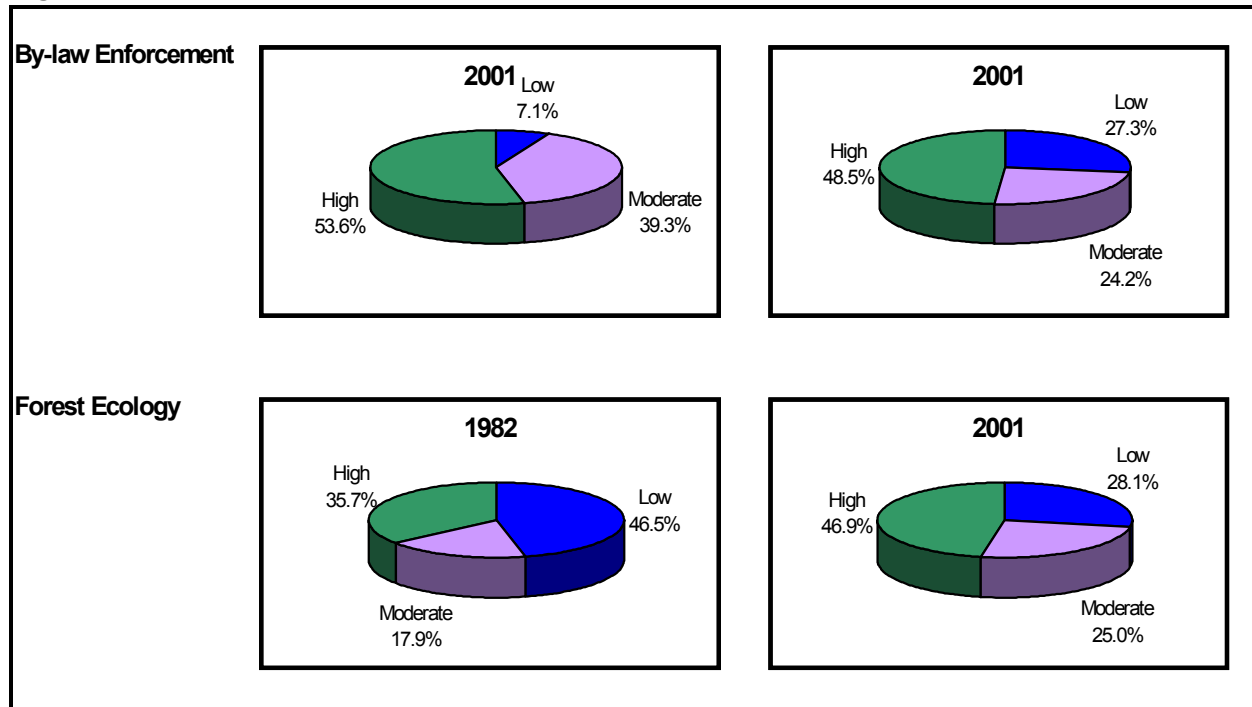 By-law Enforcement
2001
Low
7.1%
High
53.6%
Moderate
39.3%
2001
Low
27.3%
High
48.5%
Moderate
24.2%
Forest Ecology
1982
High
35.7%
Low
46.5%
Moderate
17.9%
2001
Low
28.1%
High
46.9%
Moderate
25.0%